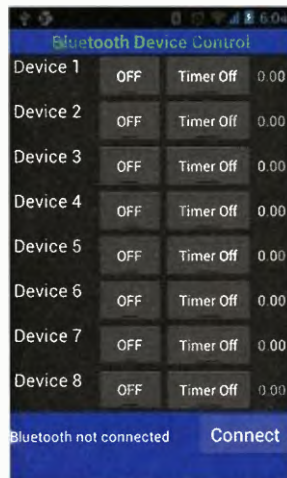 6:04
Bluetooth Device Control
Device 1 OFF Timer Off 0.00
Device 2 OFF Timer Off 0.00
Device 3 OFF Timer Off 0.00
Device 4 OFF Timer Off 0.00
Device 5 OFF Timer Off 0.00
Device 6 OFF Timer Off 0.00
Device 7 OFF Timer Off 0.00
Device 8 OFF Timer Off 0.00
Bluetooth not connected Connect